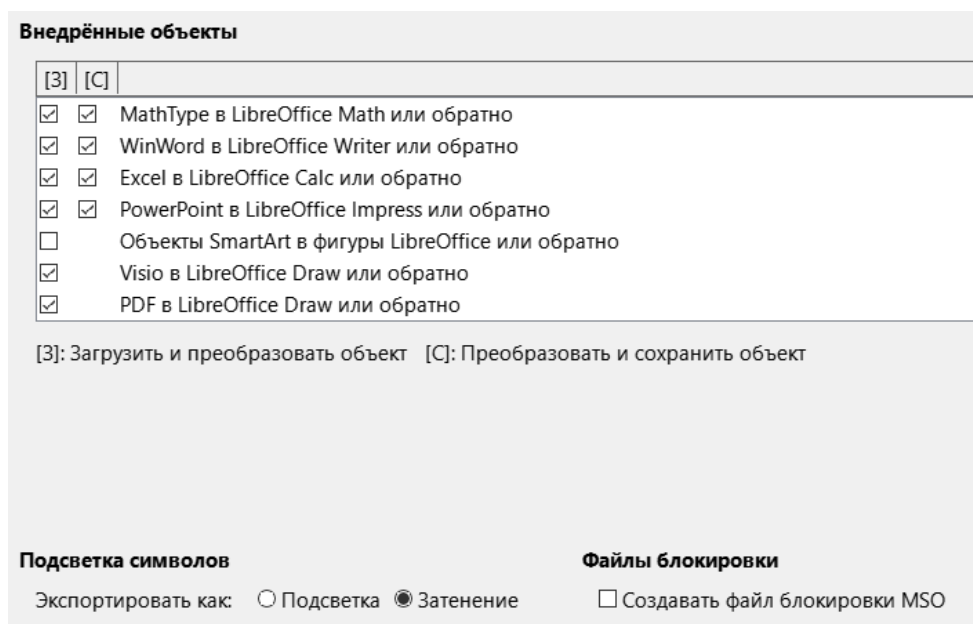 Внедрённые объекты
[З] [С]
MathType в LibreOffice Math или обратно
WinWord в LibreOffice Writer или обратно
Excel в LibreOffice Calc или обратно
PowerPoint в LibreOffice Impress или обратно
Объекты SmartArt в фигуры LibreOffice или обратно
Visio в LibreOffice Draw или обратно
PDF в LibreOffice Draw или обратно
[З]: Загрузить и преобразовать объект [С]: Преобразовать и сохранить объект
Подсветка символов Файлы блокировки
Экспортировать как: Подсветка Затенение Создавать файл блокировки MSO